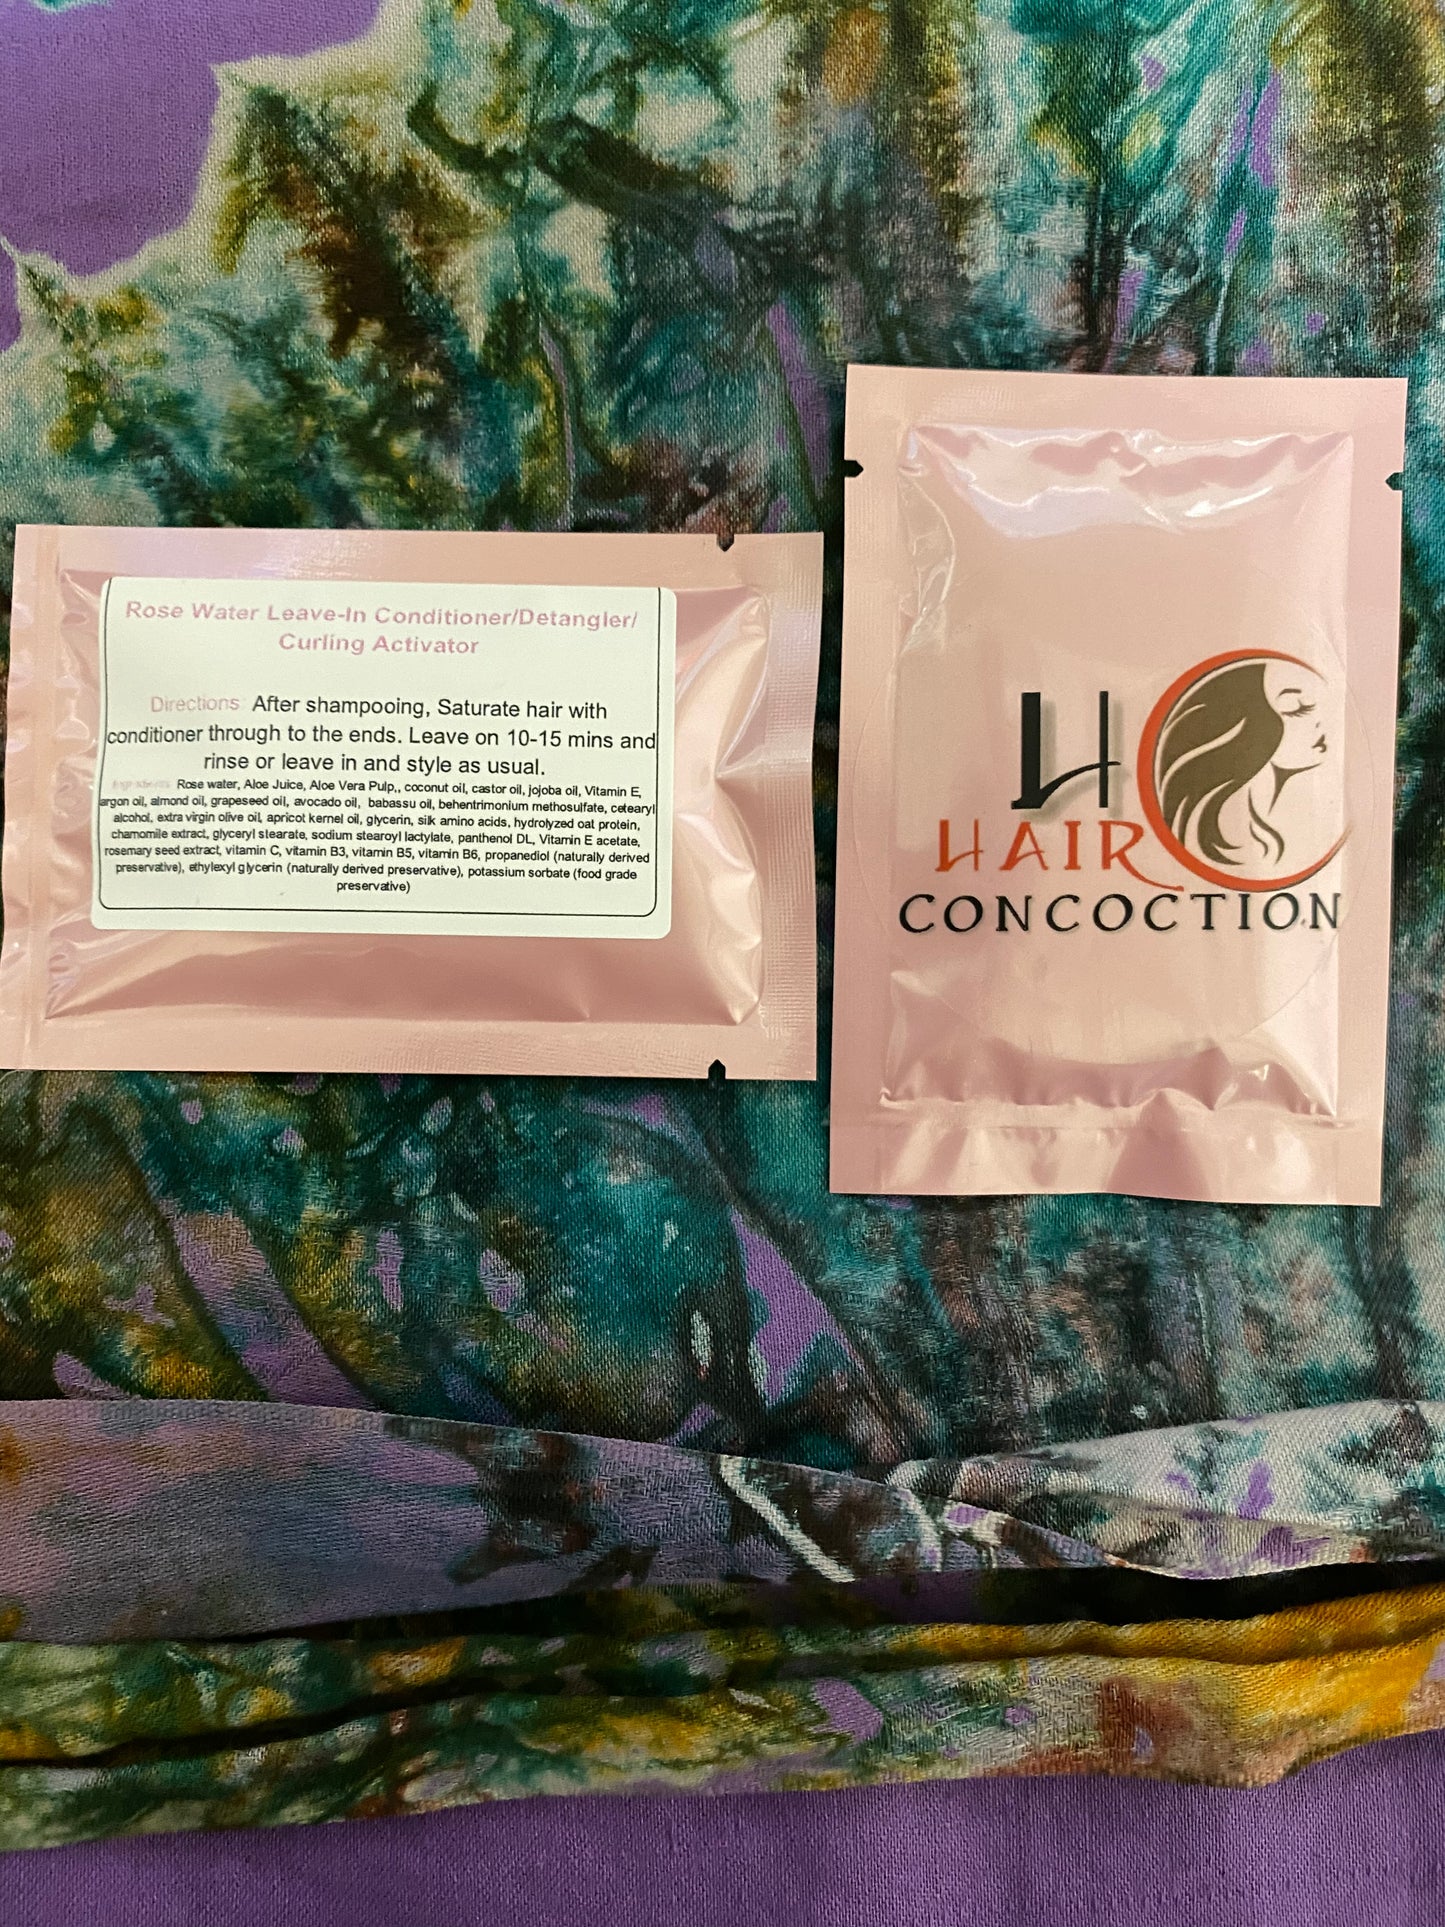 Rose Water Leave-In Conditioner/Detangler/
Curling Activator
Directions: After shampooing, Saturate hair with
conditioner through to the ends. Leave on 10-15 mins and
rinse or leave in and style as usual.
Ingredients: Rose water, Aloe Juice, Aloe Vera Pulp,, coconut oil, castor oil, jojoba oil, Vitamin E,
argon oil, almond oil, grapeseed oil, avocado oil, babassu oil, behentrimonium methosulfate, cetearyl
alcohol, extra virgin olive oil, apricot kernel oil, glycerin, silk amino acids, hydrolyzed oat protein,
chamomile extract, glyceryl stearate, sodium stearoyl lactylate, panthenol DL, Vitamin E acetate,
rosemary seed extract, vitamin C, vitamin B3, vitamin B5, vitamin B6, propanediol (naturally derived
preservative), ethylexyl glycerin (naturally derived preservative), potassium sorbate (food grade
preservative)
HC
HAIR
CONCOCTION